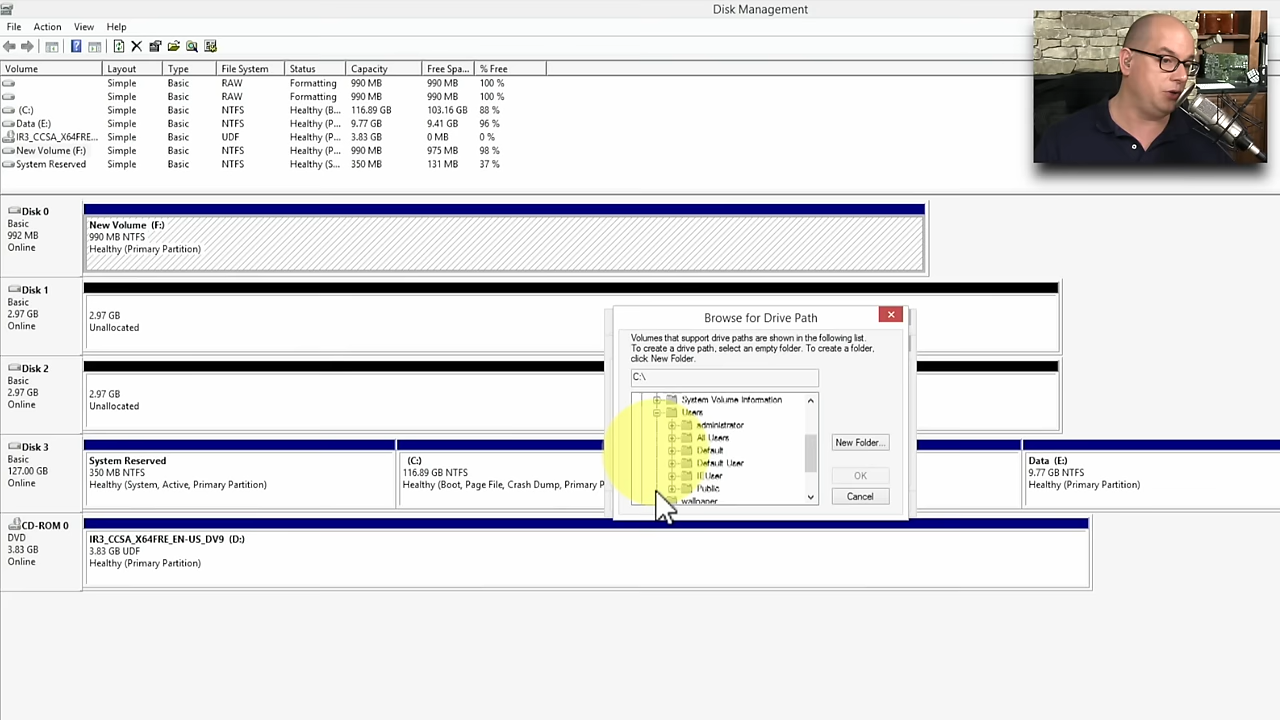 Disk Management
File Action View Help
Volume Layout Type File System Status Capacity Free Spa... % Free
Simple Basic RAW Formatting 990 MB 990 MB 100 %
Simple Basic RAW Formatting 990 MB 990 MB 100 %
(C:) Simple Basic NTFS Healthy (B... 116.89 GB 103.16 GB 88 %
Data (E:) Simple Basic NTFS Healthy (P... 9.77 GB 9.41 GB 96 %
IR3_CCSA_X64FRE... Simple Basic UDF Healthy (P... 3.83 GB 0 MB 0 %
New Volume (F:) Simple Basic NTFS Healthy (P... 990 MB 975 MB 98 %
System Reserved Simple Basic NTFS Healthy (S... 350 MB 131 MB 37 %
Disk 0
Basic
992 MB
Online
New Volume (F:)
990 MB NTFS
Healthy (Primary Partition)
Disk 1
Basic
2.97 GB
Online
2.97 GB
Unallocated
Disk 2
Basic
2.97 GB
Online
2.97 GB
Unallocated
Disk 3
Basic
127.00 GB
Online
System Reserved
350 MB NTFS
Healthy (System, Active, Primary Partition)
(C:)
116.89 GB NTFS
Healthy (Boot, Page File, Crash Dump, Primary P
Data (E:)
9.77 GB NTFS
Healthy (Primary Partition)
CD-ROM 0
DVD
3.83 GB
Online
IR3_CCSA_X64FRE_EN-US_DV9 (D:)
3.83 GB UDF
Healthy (Primary Partition)
Browse for Drive Path
Volumes that support drive paths are shown in the following list.
To create a drive path, select an empty folder. To create a folder,
click New Folder.
C:\
System Volume Information
Users
administrator
All Users
Default
Default User
IEUser
Public
wallpaper
New Folder...
OK
Cancel